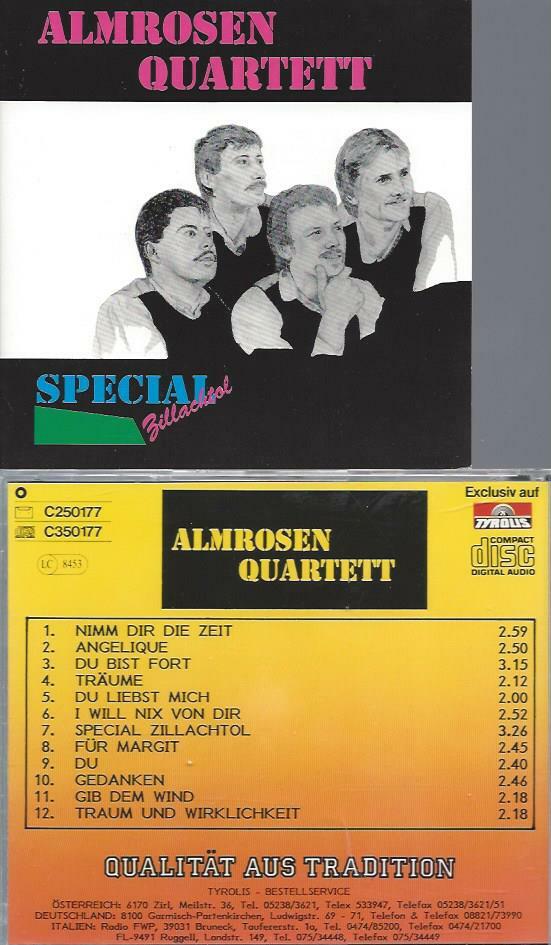 ALMROSEN
QUARTETT
SPECIAL
Zillachtol
C250177
C350177
LC 8453
ALMROSEN
QUARTETT
Exclusiv auf
TYROLIS
COMPACT
disc
DIGITAL AUDIO
1. NIMM DIR DIE ZEIT 2.59
2. ANGELIQUE 2.50
3. DU BIST FORT 3.15
4. TRÄUME 2.12
5. DU LIEBST MICH 2.00
6. I WILL NIX VON DIR 2.52
7. SPECIAL ZILLACHTOL 3.26
8. FÜR MARGIT 2.45
9. DU 2.40
10. GEDANKEN 2.46
11. GIB DEM WIND 2.18
12. TRAUM UND WIRKLICHKEIT 2.18
QUALITÄT AUS TRADITION
TYROLIS - BESTELLSERVICE
ÖSTERREICH: 6170 Zirl, Meilstr. 36, Tel. 05238/3621, Telex 533947, Telefax 05238/3621/51
DEUTSCHLAND: 8100 Garmisch-Partenkirchen, Ludwigstr. 69 - 71, Telefon & Telefax 08821/73990
ITALIEN: Radio FWP, 39031 Bruneck, Taufererstr. 1a, Tel. 0474/85200, Telefax 0474/21700
FL-9491 Ruggell, Landstr. 149, Tel. 075/34448, Telefax 075/34449